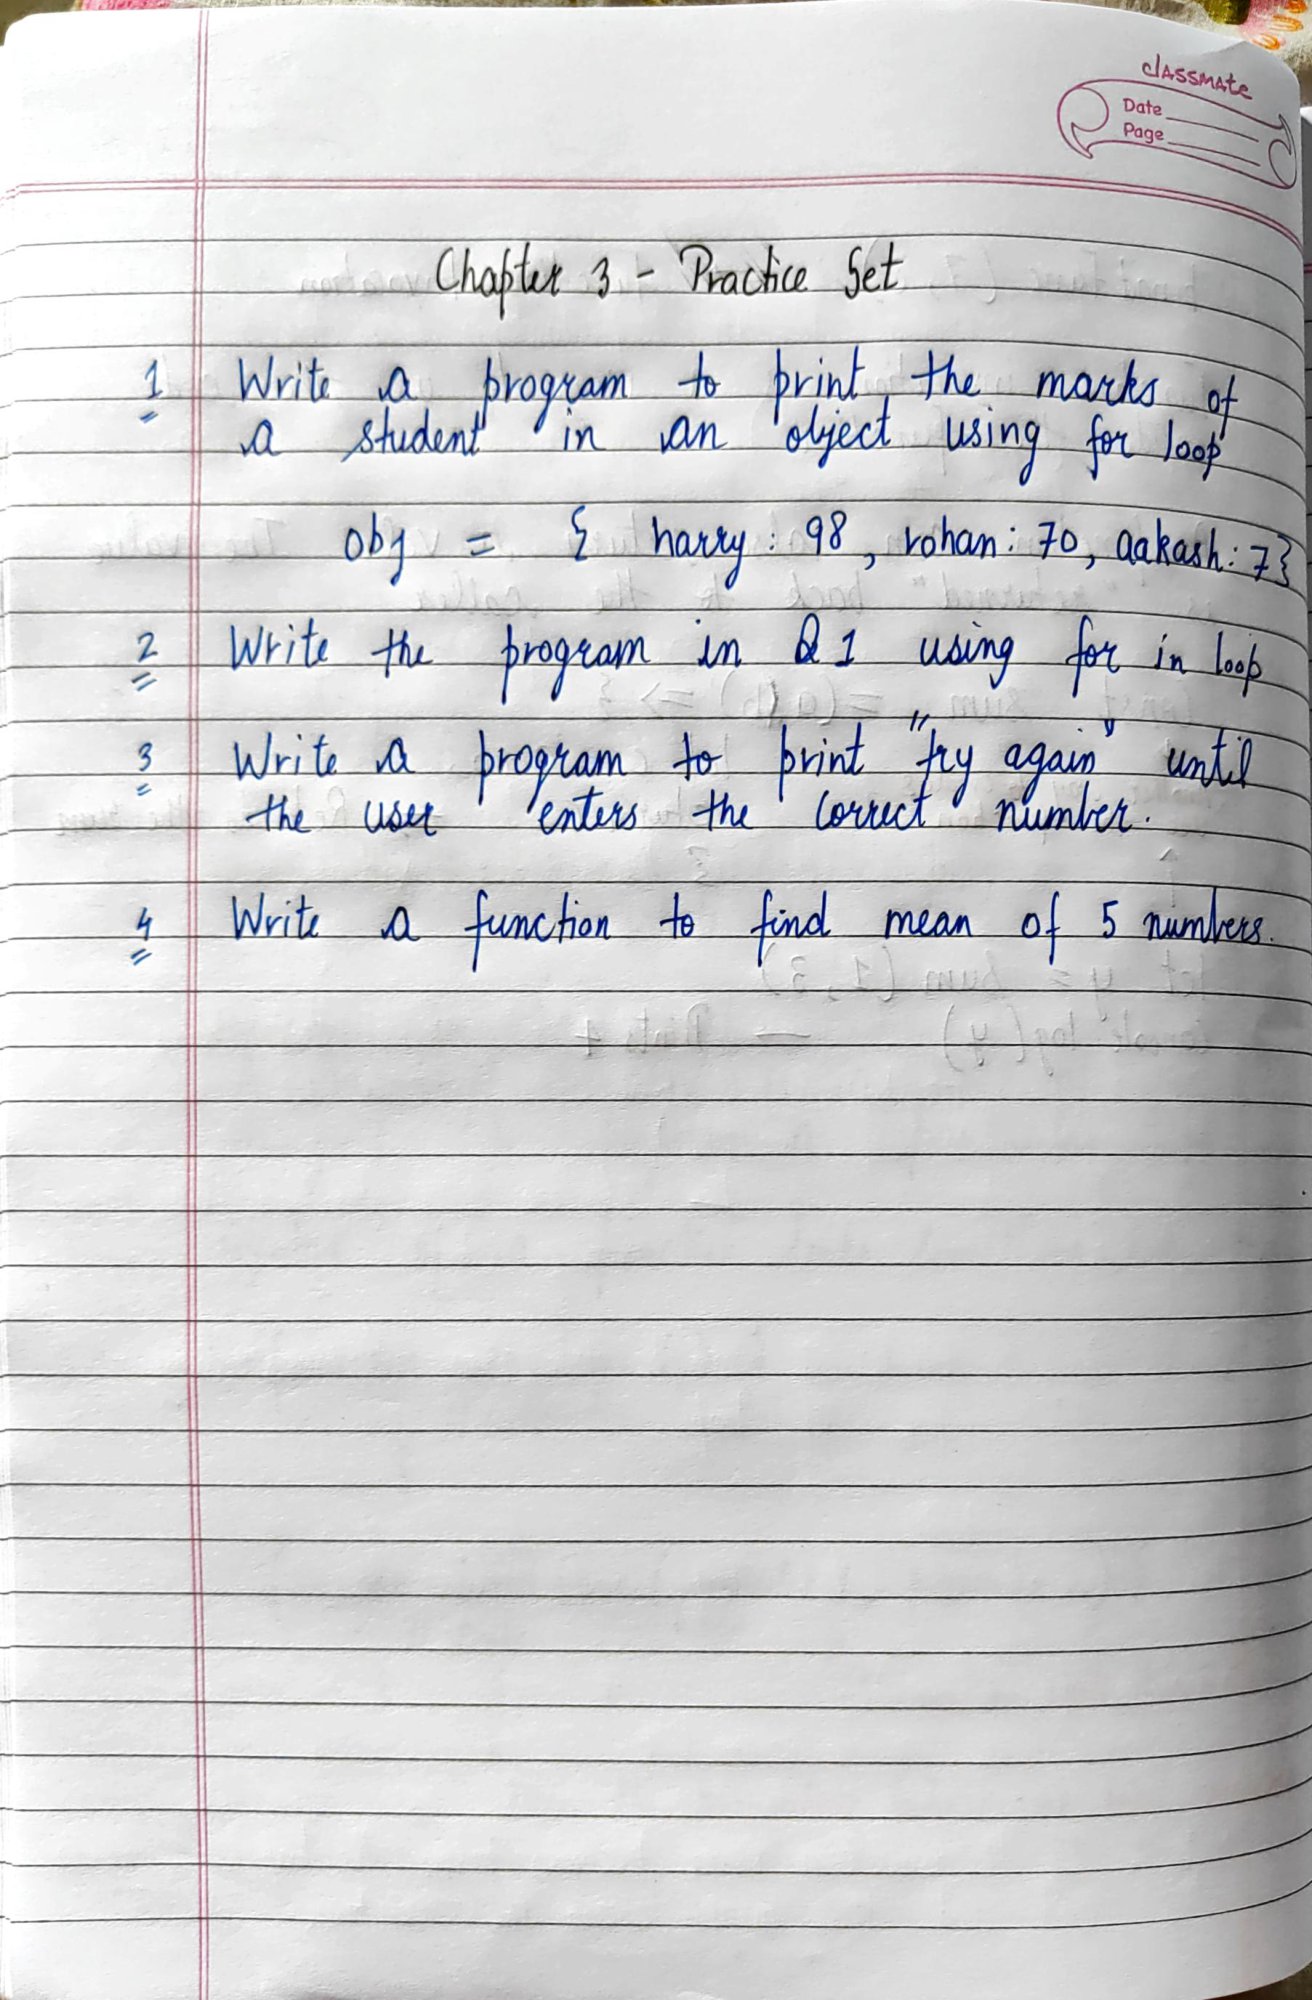 classmate
Date
Page
Chapter 3 - Practice Set
1 Write a program to print the marks of
a student in an object using for loop
obj = { harry : 98, rohan : 70, aakash : 7}
2 Write the program in Q1 using for in loop
3 Write a program to print "try again" until
the user enters the correct number.
4 Write a function to find mean of 5 numbers.